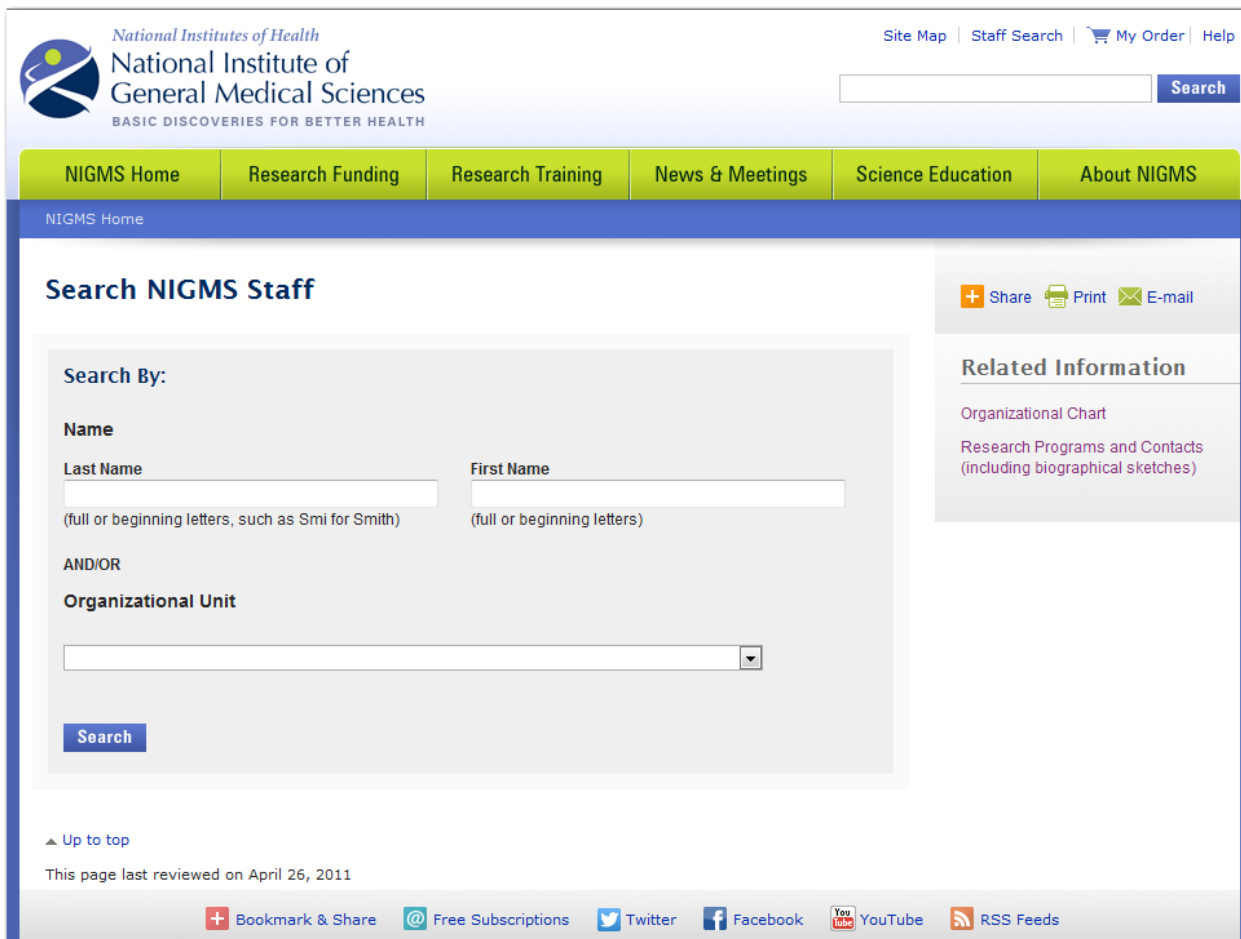 National Institutes of Health
National Institute of
General Medical Sciences
BASIC DISCOVERIES FOR BETTER HEALTH
Site Map | Staff Search | My Order | Help
Search
NIGMS Home
Research Funding
Research Training
News & Meetings
Science Education
About NIGMS
NIGMS Home
Search NIGMS Staff
Search By:
Name
Last Name
First Name
(full or beginning letters, such as Smi for Smith)
(full or beginning letters)
AND/OR
Organizational Unit
Search
Share Print E-mail
Related Information
Organizational Chart
Research Programs and Contacts
(including biographical sketches)
Up to top
This page last reviewed on April 26, 2011
Bookmark & Share @ Free Subscriptions Twitter f Facebook You Tube YouTube RSS Feeds